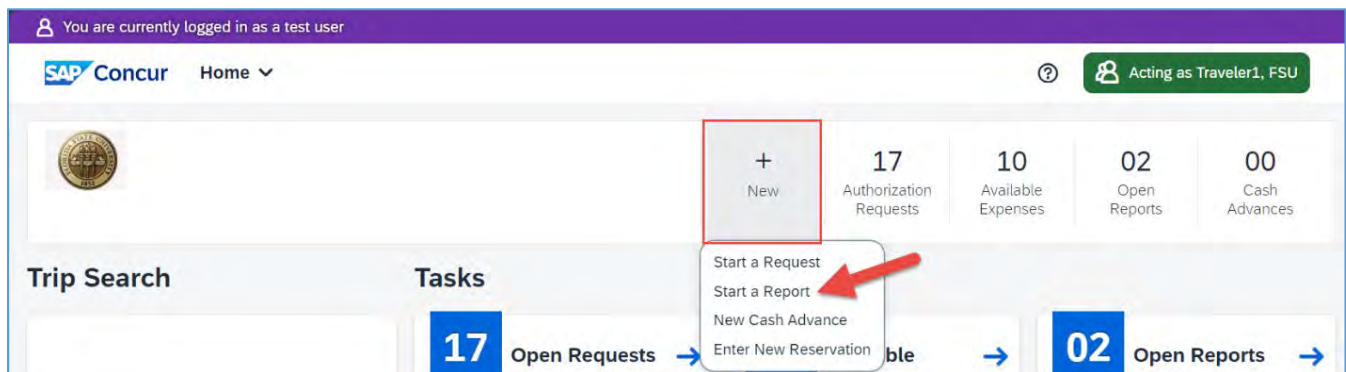 You are currently logged in as a test user
SAP Concur Home
Acting as Traveler1, FSU
+
New
17
Authorization
Requests
10
Available
Expenses
02
Open
Reports
00
Cash
Advances
Start a Request
Start a Report
New Cash Advance
Enter New Reservation
Trip Search
Tasks
17 Open Requests
ble
02 Open Reports